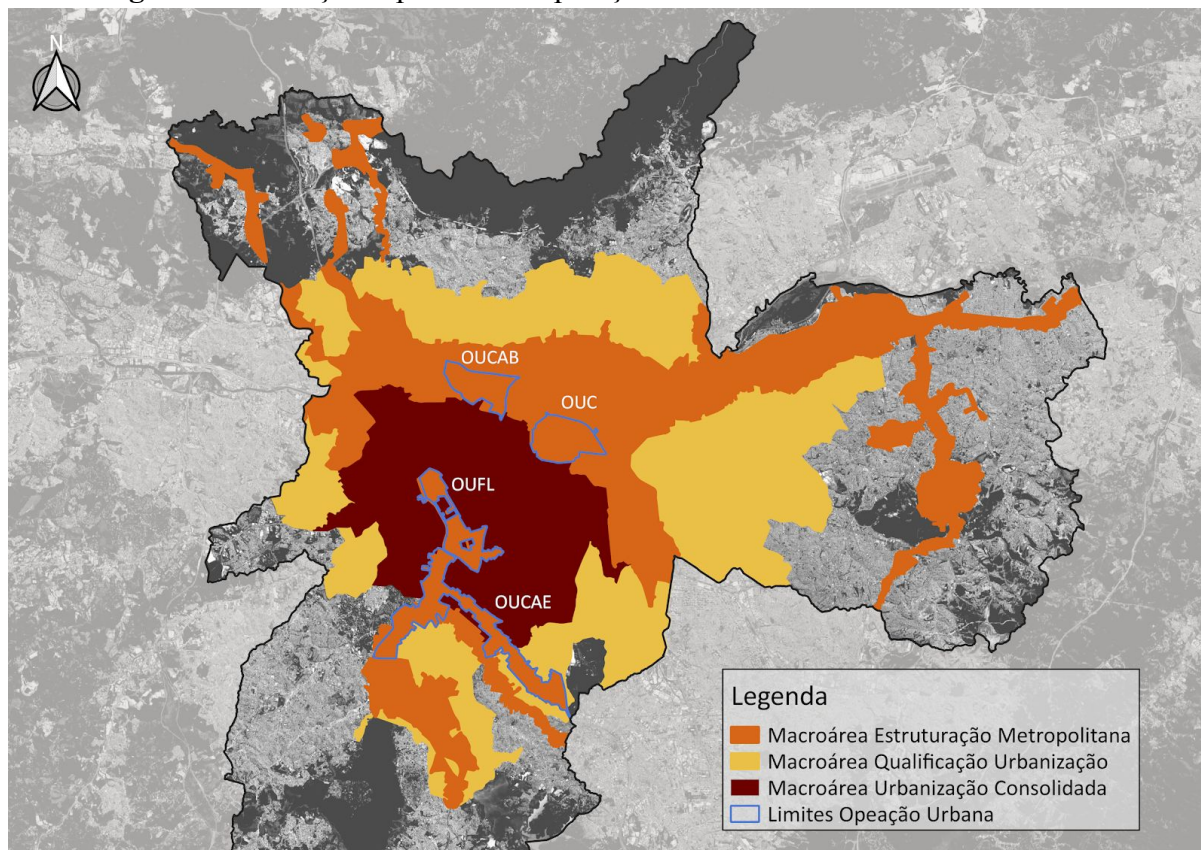 N
OUCAB
OUC
OUFL
OUCAE
Legenda
Macroárea Estruturação Metropolitana
Macroárea Qualificação Urbanização
Macroárea Urbanização Consolidada
Limites Opeação Urbana